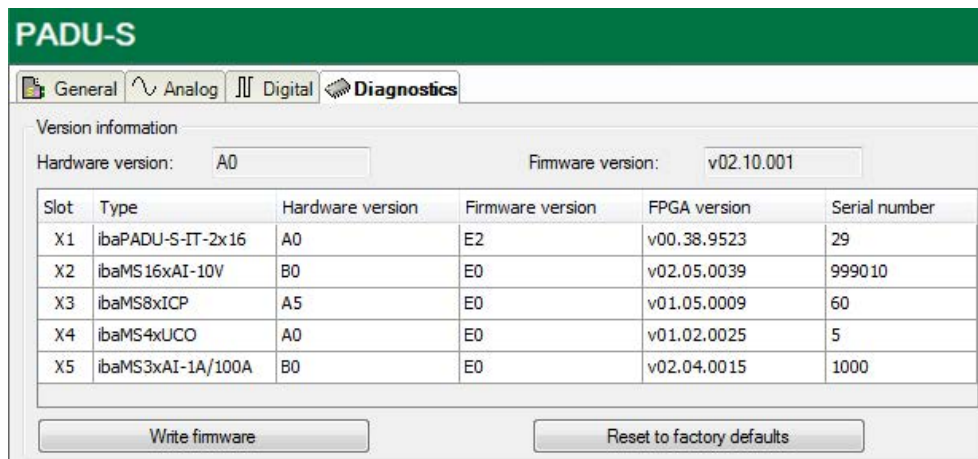 PADU-S
General Analog Digital Diagnostics
Version information
Hardware version: A0 Firmware version: v02.10.001
Slot Type Hardware version Firmware version FPGA version Serial number
X1 ibaPADU-S-IT-2x16 A0 E2 v00.38.9523 29
X2 ibaMS16xAI-10V B0 E0 v02.05.0039 999010
X3 ibaMS8xICP A5 E0 v01.05.0009 60
X4 ibaMS4xUCO A0 E0 v01.02.0025 5
X5 ibaMS3xAI-1A/100A B0 E0 v02.04.0015 1000
Write firmware Reset to factory defaults